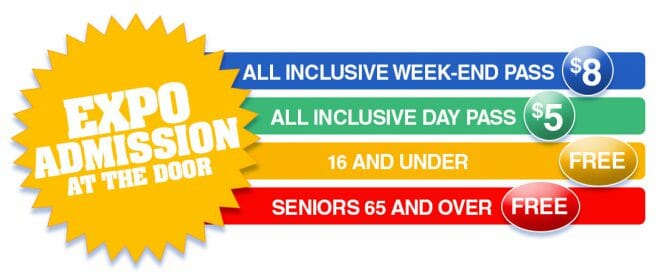 EXPO
ADMISSION
AT THE DOOR
ALL INCLUSIVE WEEK-END PASS $8
ALL INCLUSIVE DAY PASS $5
16 AND UNDER FREE
SENIORS 65 AND OVER FREE